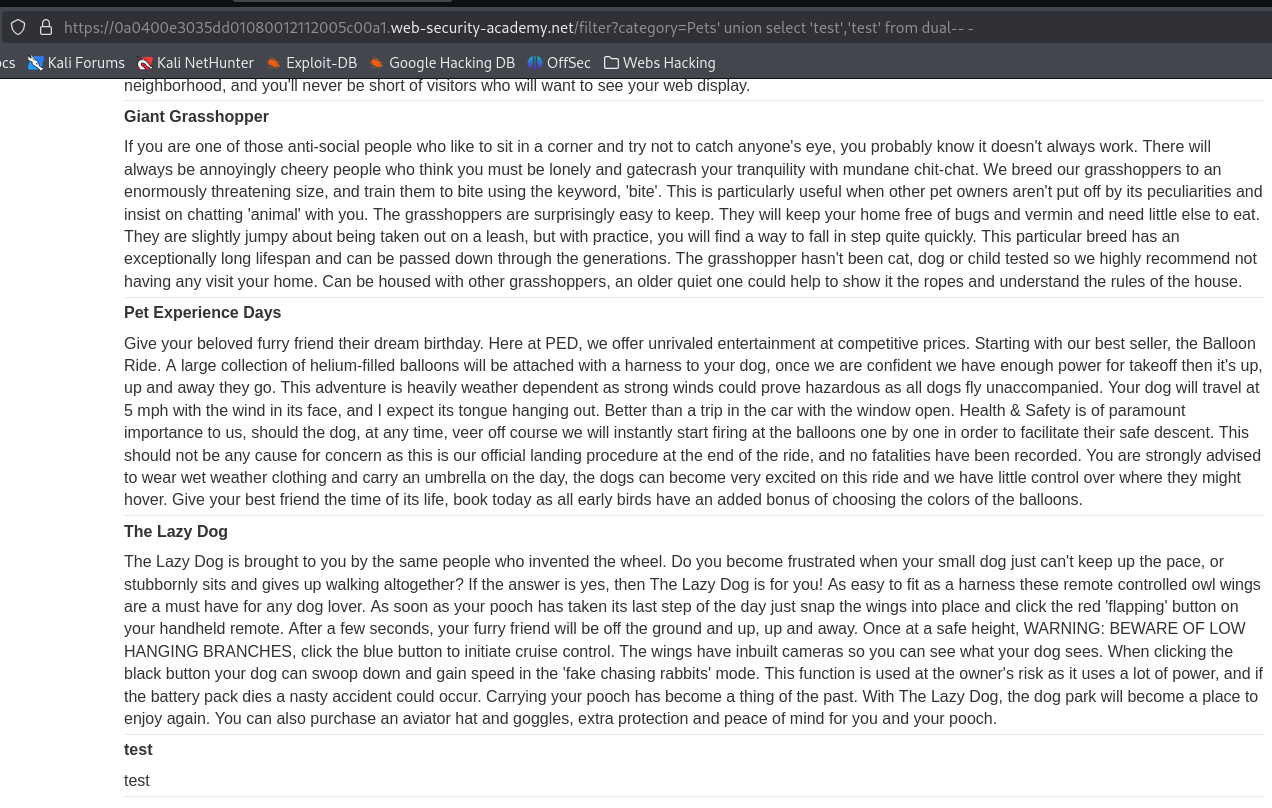 https://0a0400e3035dd01080012112005c00a1.web-security-academy.net/filter?category=Pets' union select 'test','test' from dual-- -
ocs Kali Forums Kali NetHunter Exploit-DB Google Hacking DB OffSec Webs Hacking
neighborhood, and you'll never be short of visitors who will want to see your web display.
Giant Grasshopper
If you are one of those anti-social people who like to sit in a corner and try not to catch anyone's eye, you probably know it doesn't always work. There will
always be annoyingly cheery people who think you must be lonely and gatecrash your tranquility with mundane chit-chat. We breed our grasshoppers to an
enormously threatening size, and train them to bite using the keyword, 'bite'. This is particularly useful when other pet owners aren't put off by its peculiarities and
insist on chatting 'animal' with you. The grasshoppers are surprisingly easy to keep. They will keep your home free of bugs and vermin and need little else to eat.
They are slightly jumpy about being taken out on a leash, but with practice, you will find a way to fall in step quite quickly. This particular breed has an
exceptionally long lifespan and can be passed down through the generations. The grasshopper hasn't been cat, dog or child tested so we highly recommend not
having any visit your home. Can be housed with other grasshoppers, an older quiet one could help to show it the ropes and understand the rules of the house.
Pet Experience Days
Give your beloved furry friend their dream birthday. Here at PED, we offer unrivaled entertainment at competitive prices. Starting with our best seller, the Balloon
Ride. A large collection of helium-filled balloons will be attached with a harness to your dog, once we are confident we have enough power for takeoff then it's up,
up and away they go. This adventure is heavily weather dependent as strong winds could prove hazardous as all dogs fly unaccompanied. Your dog will travel at
5 mph with the wind in its face, and I expect its tongue hanging out. Better than a trip in the car with the window open. Health & Safety is of paramount
importance to us, should the dog, at any time, veer off course we will instantly start firing at the balloons one by one in order to facilitate their safe descent. This
should not be any cause for concern as this is our official landing procedure at the end of the ride, and no fatalities have been recorded. You are strongly advised
to wear wet weather clothing and carry an umbrella on the day, the dogs can become very excited on this ride and we have little control over where they might
hover. Give your best friend the time of its life, book today as all early birds have an added bonus of choosing the colors of the balloons.
The Lazy Dog
The Lazy Dog is brought to you by the same people who invented the wheel. Do you become frustrated when your small dog just can't keep up the pace, or
stubbornly sits and gives up walking altogether? If the answer is yes, then The Lazy Dog is for you! As easy to fit as a harness these remote controlled owl wings
are a must have for any dog lover. As soon as your pooch has taken its last step of the day just snap the wings into place and click the red 'flapping' button on
your handheld remote. After a few seconds, your furry friend will be off the ground and up, up and away. Once at a safe height, WARNING: BEWARE OF LOW
HANGING BRANCHES, click the blue button to initiate cruise control. The wings have inbuilt cameras so you can see what your dog sees. When clicking the
black button your dog can swoop down and gain speed in the 'fake chasing rabbits' mode. This function is used at the owner's risk as it uses a lot of power, and if
the battery pack dies a nasty accident could occur. Carrying your pooch has become a thing of the past. With The Lazy Dog, the dog park will become a place to
enjoy again. You can also purchase an aviator hat and goggles, extra protection and peace of mind for you and your pooch.
test
test